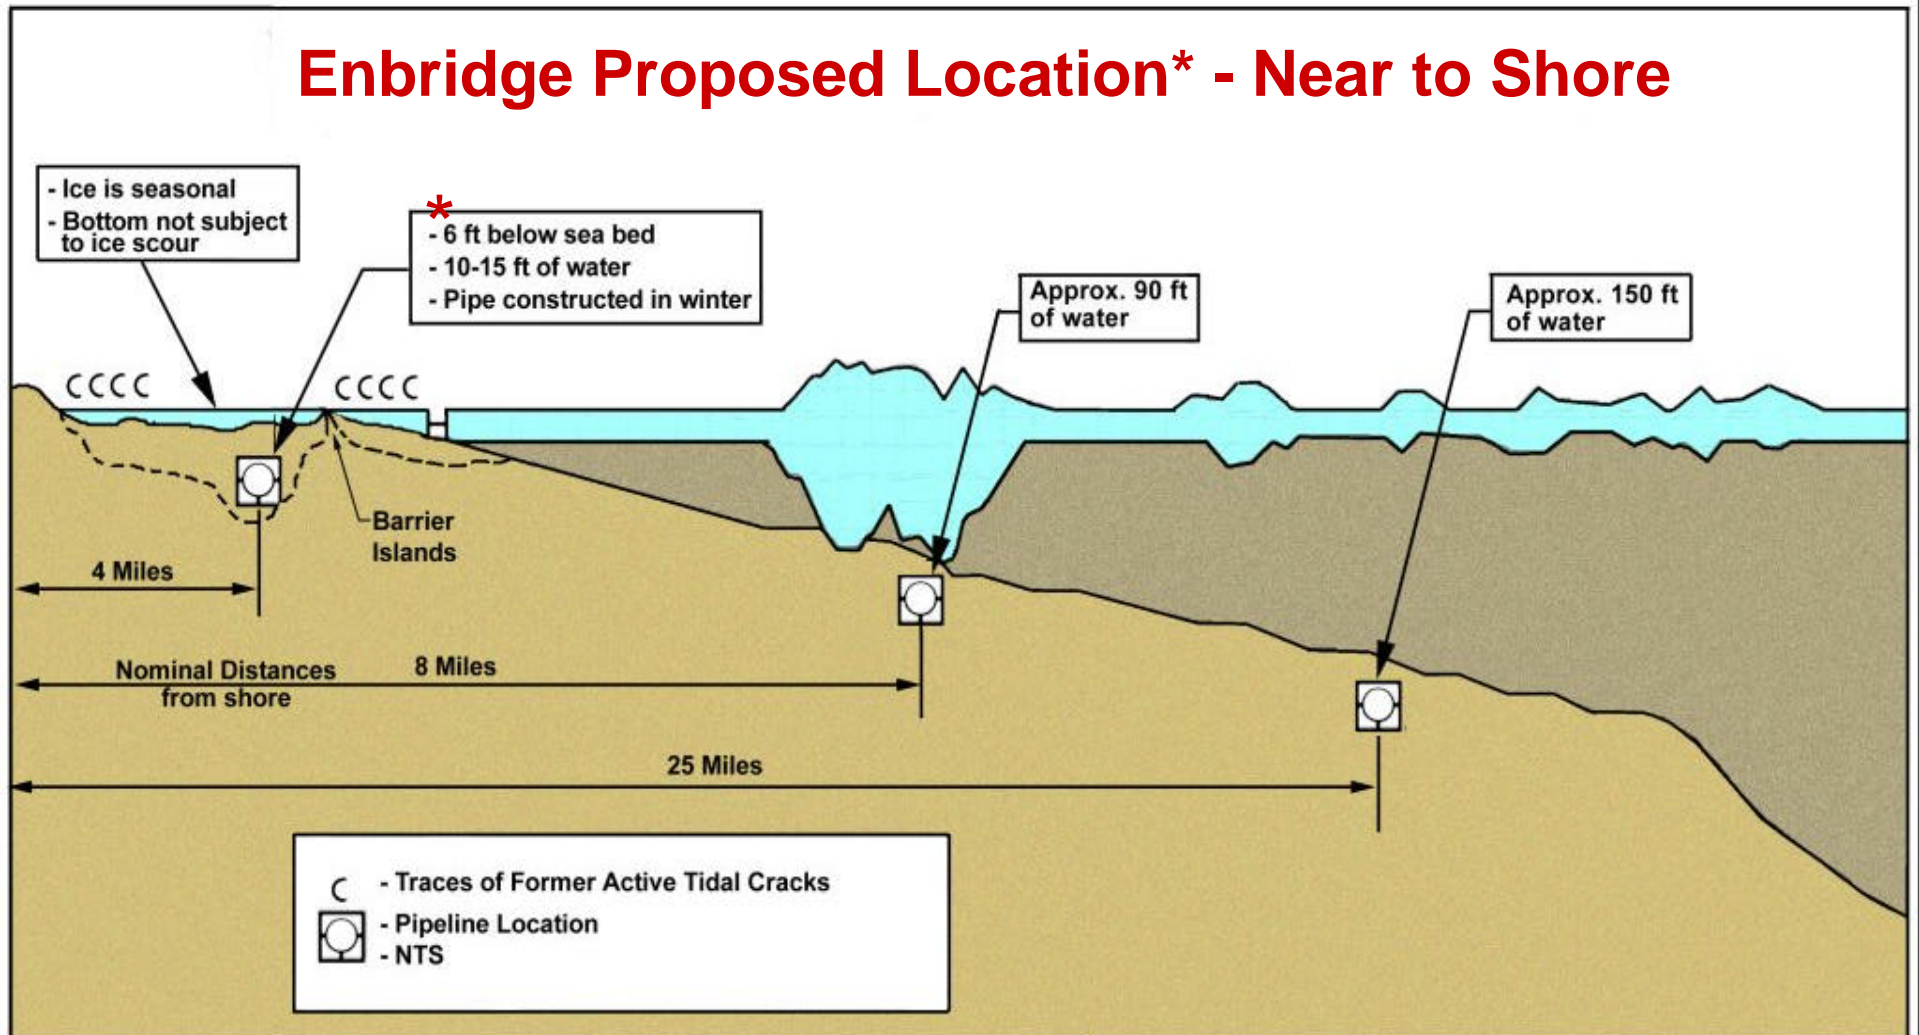 Enbridge Proposed Location* - Near to Shore
- Ice is seasonal
- Bottom not subject
to ice scour
*
- 6 ft below sea bed
- 10-15 ft of water
- Pipe constructed in winter
Approx. 90 ft
of water
Approx. 150 ft
of water
Barrier
Islands
4 Miles
Nominal Distances
from shore
8 Miles
25 Miles
- Traces of Former Active Tidal Cracks
- Pipeline Location
- NTS